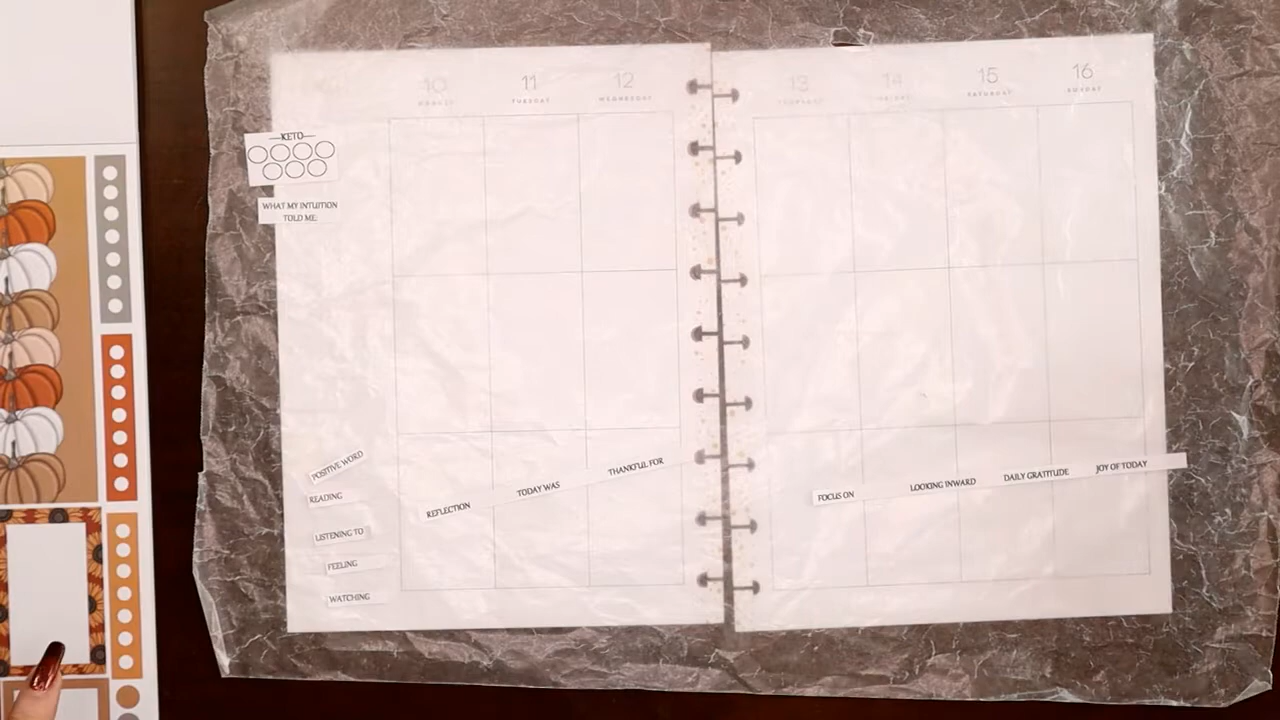 10 11 12 13 14 15 16
TUESDAY WEDNESDAY SATURDAY SUNDAY
KETO
WHAT MY INTUITION
TOLD ME:
POSITIVE WORD
READING
LISTENING TO
FEELING
WATCHING
REFLECTION
TODAY WAS
THANKFUL FOR
FOCUS ON
LOOKING INWARD
DAILY GRATITUDE
JOY OF TODAY